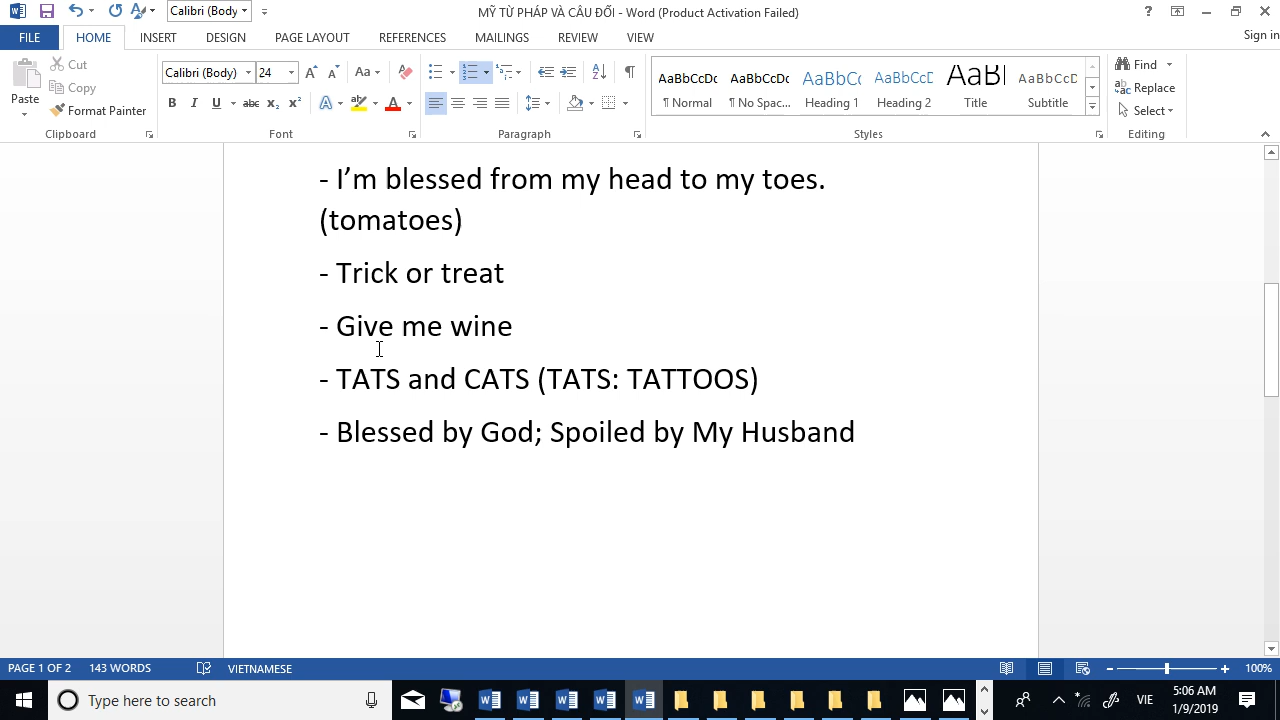 Calibri (Body
MỸ TỪ PHÁP VÀ CÂU ĐỐI - Word (Product Activation Failed)
FILE HOME INSERT DESIGN PAGE LAYOUT REFERENCES MAILINGS REVIEW VIEW Sign in
Paste Cut Copy Format Painter
Calibri (Body) 24
AaBbCcDc AaBbCcDc AaBbCc AaBbCcD AaB AaBbCcD
¶ Normal ¶ No Spac... Heading 1 Heading 2 Title Subtitle
Find Replace Select
Clipboard Font Paragraph Styles Editing
- I’m blessed from my head to my toes.
(tomatoes)
- Trick or treat
- Give me wine
- TATS and CATS (TATS: TATTOOS)
- Blessed by God; Spoiled by My Husband
PAGE 1 OF 2 143 WORDS VIETNAMESE 100%
Type here to search VIE 5:06 AM
1/9/2019